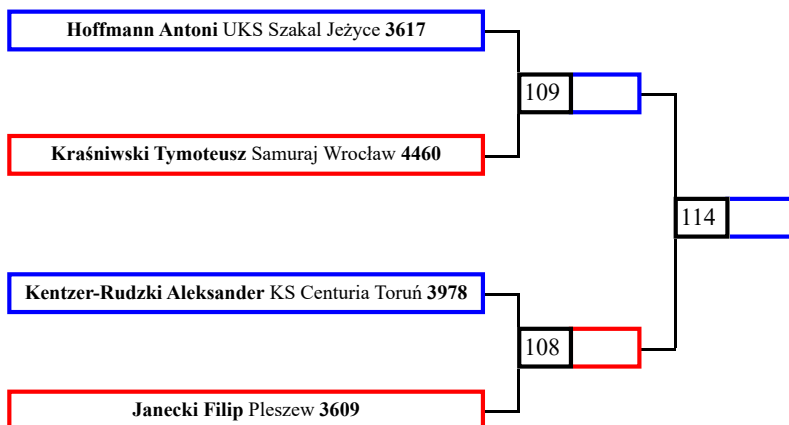 Hoffmann Antoni UKS Szakal Jeżyce 3617
109
Kraśniwski Tymoteusz Samuraj Wrocław 4460
114
Kentzer-Rudzki Aleksander KS Centuria Toruń 3978
108
Janecki Filip Pleszew 3609